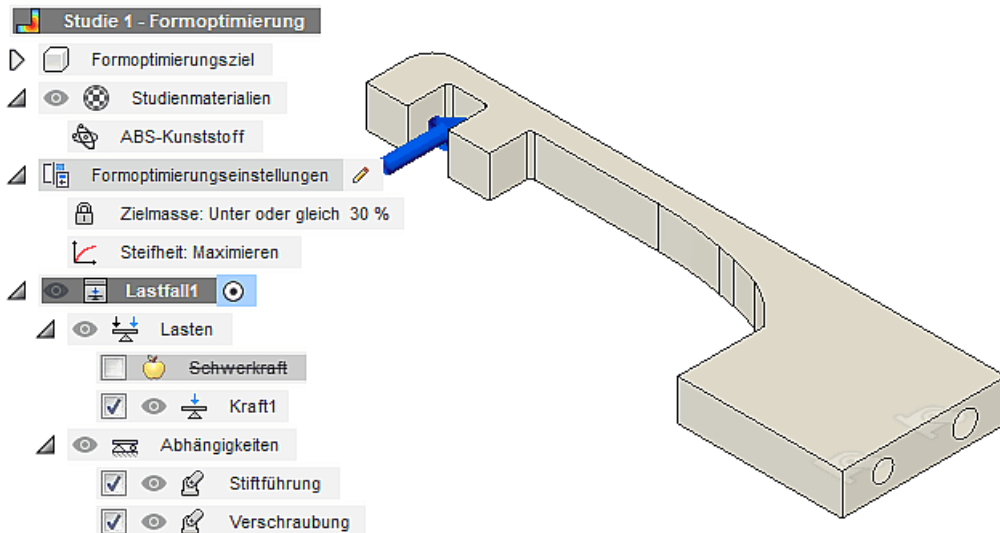 Studie 1 - Formoptimierung
Formoptimierungsziel
Studienmaterialien
ABS-Kunststoff
Formoptimierungseinstellungen
Zielmasse: Unter oder gleich 30 %
Steifheit: Maximieren
Lastfall1
Lasten
Schwerkraft
Kraft1
Abhängigkeiten
Stiftführung
Verschraubung